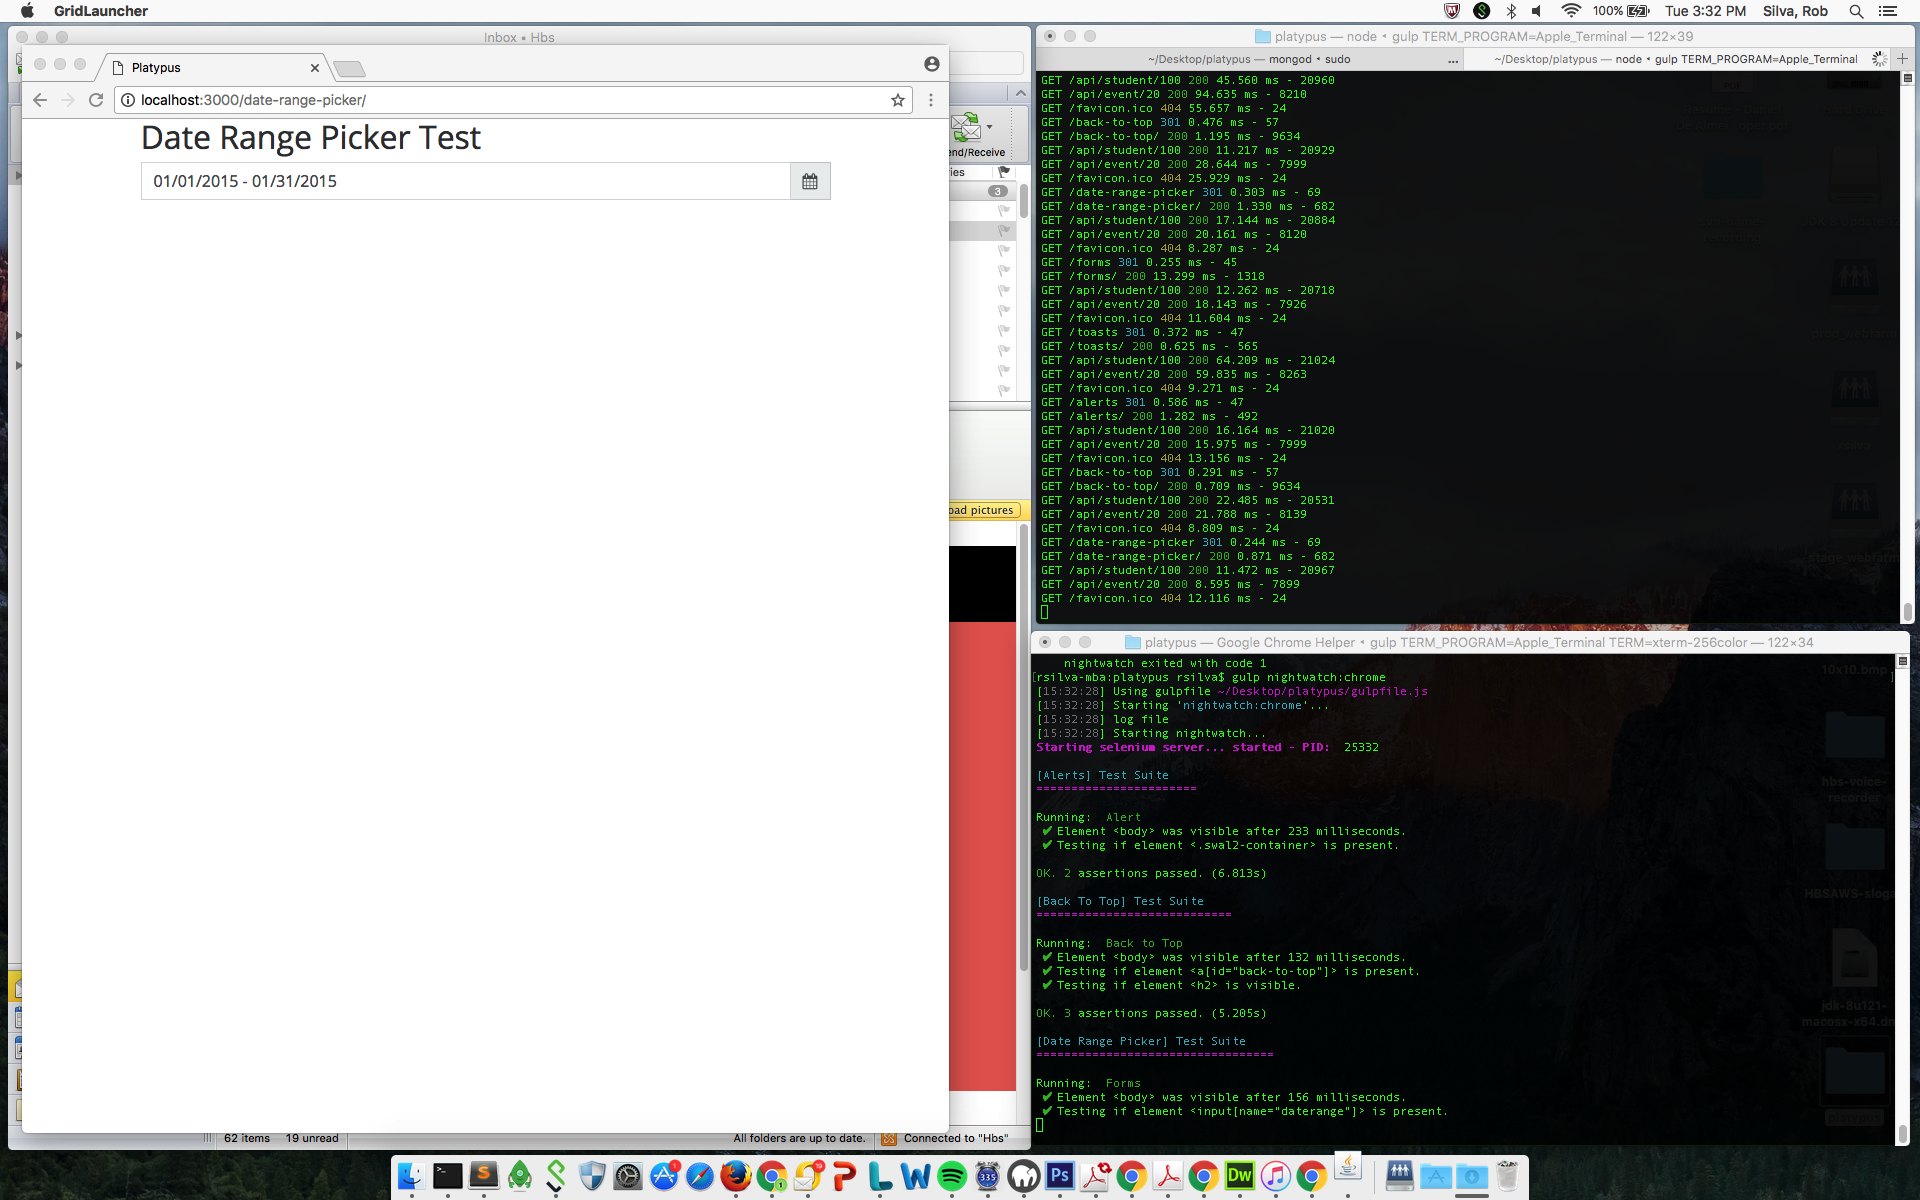 GridLauncher
100%
Tue 3:32 PM
Silva, Rob
Inbox • Hbs
Platypus
localhost:3000/date-range-picker/
Date Range Picker Test
01/01/2015 - 01/31/2015
nd/Receive
ies
3
oad pictures
62 items
19 unread
All folders are up to date.
Connected to "Hbs"
platypus — node • gulp TERM_PROGRAM=Apple_Terminal — 122×39
~/Desktop/platypus — mongod • sudo
...
~/Desktop/platypus — node • gulp TERM_PROGRAM=Apple_Terminal
GET /api/student/100 200 45.560 ms - 20960
GET /api/event/20 200 94.635 ms - 8210
GET /favicon.ico 404 55.657 ms - 24
GET /back-to-top 301 0.476 ms - 57
GET /back-to-top/ 200 1.195 ms - 9634
GET /api/student/100 200 11.217 ms - 20929
GET /api/event/20 200 28.644 ms - 7999
GET /favicon.ico 404 25.929 ms - 24
GET /date-range-picker 301 0.303 ms - 69
GET /date-range-picker/ 200 1.330 ms - 682
GET /api/student/100 200 17.144 ms - 20884
GET /api/event/20 200 20.161 ms - 8120
GET /favicon.ico 404 8.287 ms - 24
GET /forms 301 0.255 ms - 45
GET /forms/ 200 13.299 ms - 1318
GET /api/student/100 200 12.262 ms - 20718
GET /api/event/20 200 18.143 ms - 7926
GET /favicon.ico 404 11.604 ms - 24
GET /toasts 301 0.372 ms - 47
GET /toasts/ 200 0.625 ms - 565
GET /api/student/100 200 64.209 ms - 21024
GET /api/event/20 200 59.835 ms - 8263
GET /favicon.ico 404 9.271 ms - 24
GET /alerts 301 0.586 ms - 47
GET /alerts/ 200 1.282 ms - 492
GET /api/student/100 200 16.164 ms - 21020
GET /api/event/20 200 15.975 ms - 7999
GET /favicon.ico 404 13.156 ms - 24
GET /back-to-top 301 0.291 ms - 57
GET /back-to-top/ 200 0.709 ms - 9634
GET /api/student/100 200 22.485 ms - 20531
GET /api/event/20 200 21.788 ms - 8139
GET /favicon.ico 404 8.809 ms - 24
GET /date-range-picker 301 0.244 ms - 69
GET /date-range-picker/ 200 0.871 ms - 682
GET /api/student/100 200 11.472 ms - 20967
GET /api/event/20 200 8.595 ms - 7899
GET /favicon.ico 404 12.116 ms - 24
platypus — Google Chrome Helper • gulp TERM_PROGRAM=Apple_Terminal TERM=xterm-256color — 122×34
nightwatch exited with code 1
[rsilva-mba:platypus rsilva$ gulp nightwatch:chrome ]
[15:32:28] Using gulpfile ~/Desktop/platypus/gulpfile.js
[15:32:28] Starting 'nightwatch:chrome'...
[15:32:28] log file
[15:32:28] Starting nightwatch...
Starting selenium server... started - PID: 25332
[Alerts] Test Suite
=======================
Running: Alert
✔ Element <body> was visible after 233 milliseconds.
✔ Testing if element <.swal2-container> is present.
OK. 2 assertions passed. (6.813s)
[Back To Top] Test Suite
============================
Running: Back to Top
✔ Element <body> was visible after 132 milliseconds.
✔ Testing if element <a[id="back-to-top"]> is present.
✔ Testing if element <h2> is visible.
OK. 3 assertions passed. (5.205s)
[Date Range Picker] Test Suite
==================================
Running: Forms
✔ Element <body> was visible after 156 milliseconds.
✔ Testing if element <input[name="daterange"]> is present.
10x10.bmp
hbs-voice-
recorder
HBSAWS-sloga
jdk-8u121-
macosx-x64.dm
platypus
1
1
19
335
Ps
Dw